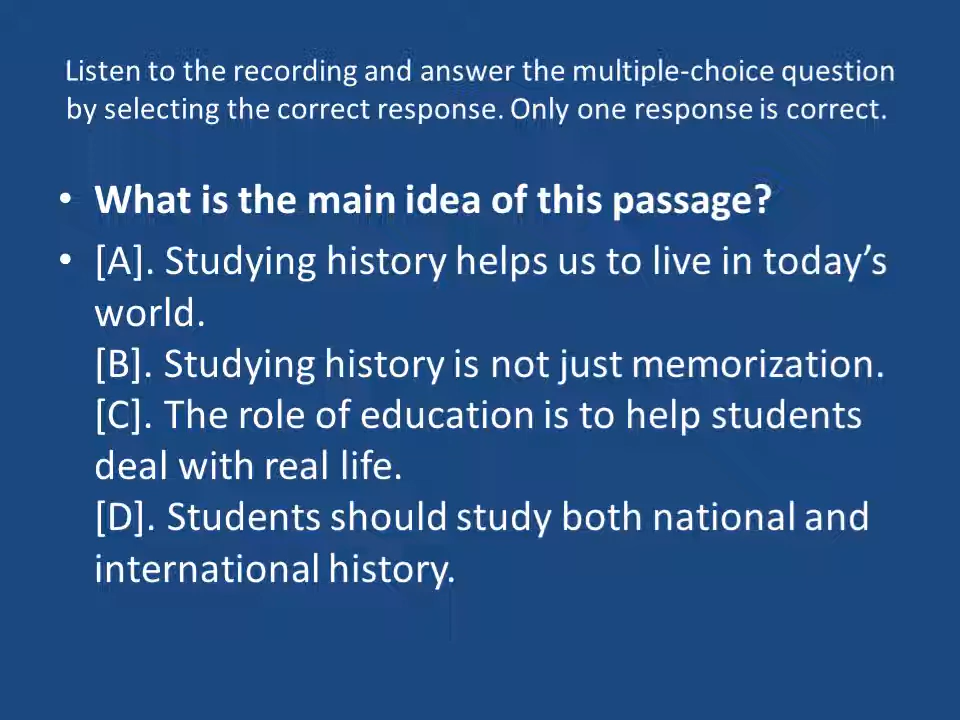 Listen to the recording and answer the multiple-choice question
by selecting the correct response. Only one response is correct.
• What is the main idea of this passage?
• [A]. Studying history helps us to live in today’s
world.
[B]. Studying history is not just memorization.
[C]. The role of education is to help students
deal with real life.
[D]. Students should study both national and
international history.